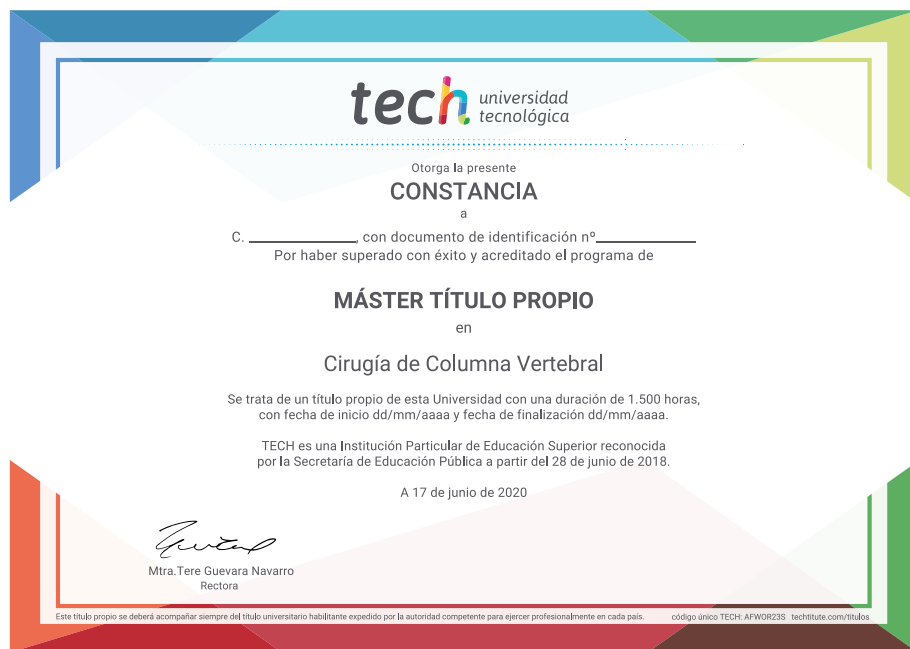 tech universidad
tecnológica
Otorga la presente
CONSTANCIA
a
C. ____________, con documento de identificación nº____________
Por haber superado con éxito y acreditado el programa de
MÁSTER TÍTULO PROPIO
en
Cirugía de Columna Vertebral
Se trata de un título propio de esta Universidad con una duración de 1.500 horas,
con fecha de inicio dd/mm/aaaa y fecha de finalización dd/mm/aaaa.
TECH es una Institución Particular de Educación Superior reconocida
por la Secretaría de Educación Pública a partir del 28 de junio de 2018.
A 17 de junio de 2020
Mtra.Tere Guevara Navarro
Rectora
Este título propio se deberá acompañar siempre del título universitario habilitante expedido por la autoridad competente para ejercer profesionalmente en cada país. código único TECH: AFWOR23S techtitute.com/titulos